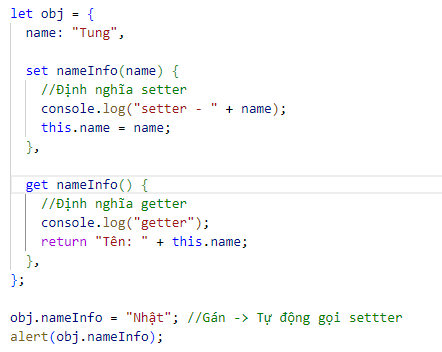 let obj = {
name: "Tung",
set nameInfo(name) {
//Định nghĩa setter
console.log("setter - " + name);
this.name = name;
},
get nameInfo() {
//Định nghĩa getter
console.log("getter");
return "Tên: " + this.name;
},
};
obj.nameInfo = "Nhật"; //Gán -> Tự động gọi settter
alert(obj.nameInfo);